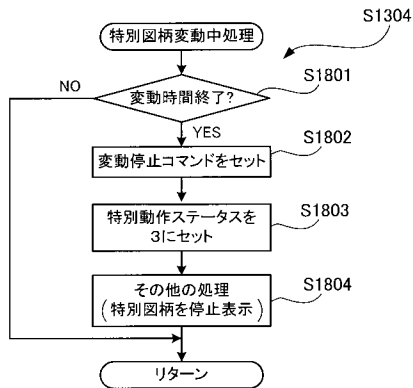 特別図柄変動中処理
S1304
NO
変動時間終了?
S1801
YES
S1802
変動停止コマンドをセット
特別動作ステータスを
3にセット
S1803
その他の処理
(特別図柄を停止表示)
S1804
リターン